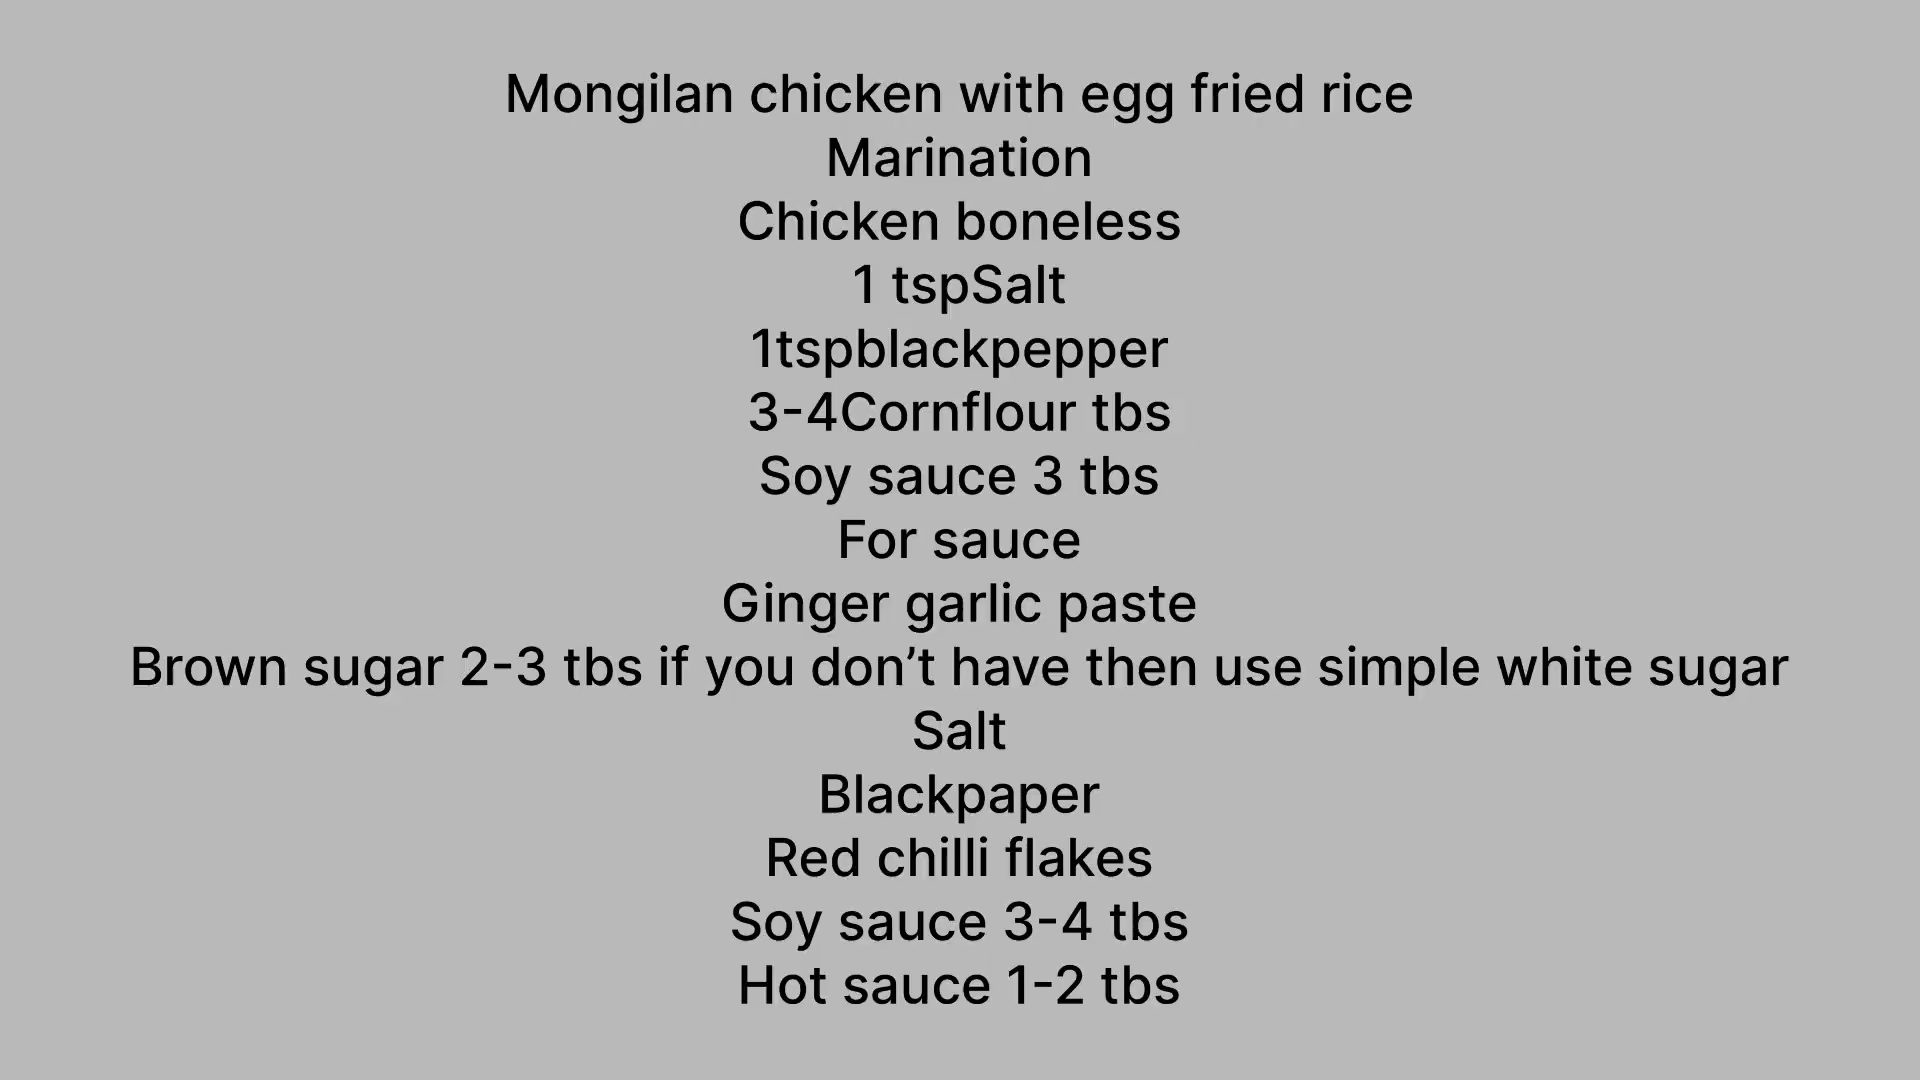 Mongilan chicken with egg fried rice
Marination
Chicken boneless
1 tspSalt
1tspblackpepper
3-4Cornflour tbs
Soy sauce 3 tbs
For sauce
Ginger garlic paste
Brown sugar 2-3 tbs if you don’t have then use simple white sugar
Salt
Blackpaper
Red chilli flakes
Soy sauce 3-4 tbs
Hot sauce 1-2 tbs